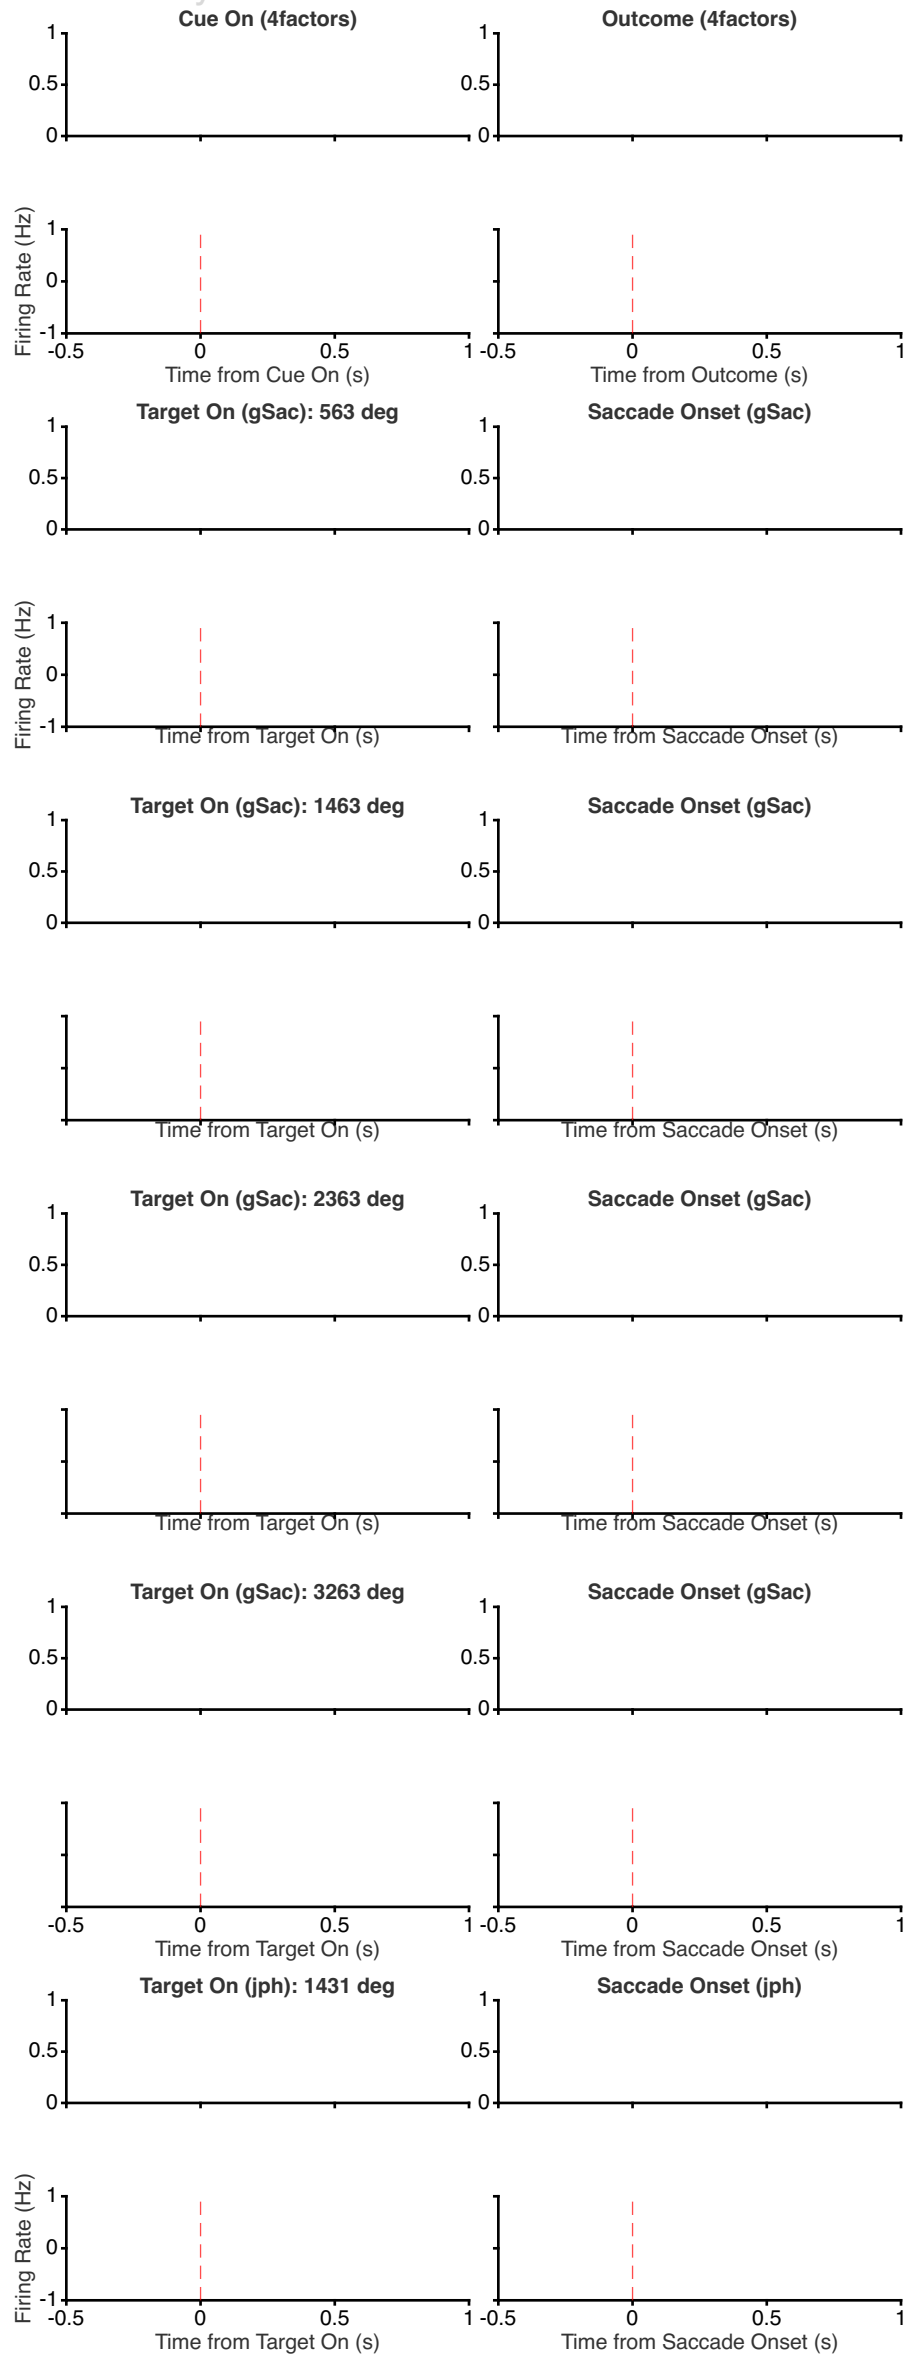 Cue On (4factors) Outcome (4factors)
1 1
0.5 0.5
0 0
Firing Rate (Hz)
1
0
-1
-0.5 0 0.5 1 -0.5 0 0.5 1
Time from Cue On (s) Time from Outcome (s)
Target On (gSac): 563 deg Saccade Onset (gSac)
1 1
0.5 0.5
0 0
Firing Rate (Hz)
1
0
-1
Time from Target On (s) Time from Saccade Onset (s)
Target On (gSac): 1463 deg Saccade Onset (gSac)
1 1
0.5 0.5
0 0
Time from Target On (s) Time from Saccade Onset (s)
Target On (gSac): 2363 deg Saccade Onset (gSac)
1 1
0.5 0.5
0 0
Time from Target On (s) Time from Saccade Onset (s)
Target On (gSac): 3263 deg Saccade Onset (gSac)
1 1
0.5 0.5
0 0
-0.5 0 0.5 1 -0.5 0 0.5 1
Time from Target On (s) Time from Saccade Onset (s)
Target On (jph): 1431 deg Saccade Onset (jph)
1 1
0.5 0.5
0 0
Firing Rate (Hz)
1
0
-1
-0.5 0 0.5 1 -0.5 0 0.5 1
Time from Target On (s) Time from Saccade Onset (s)